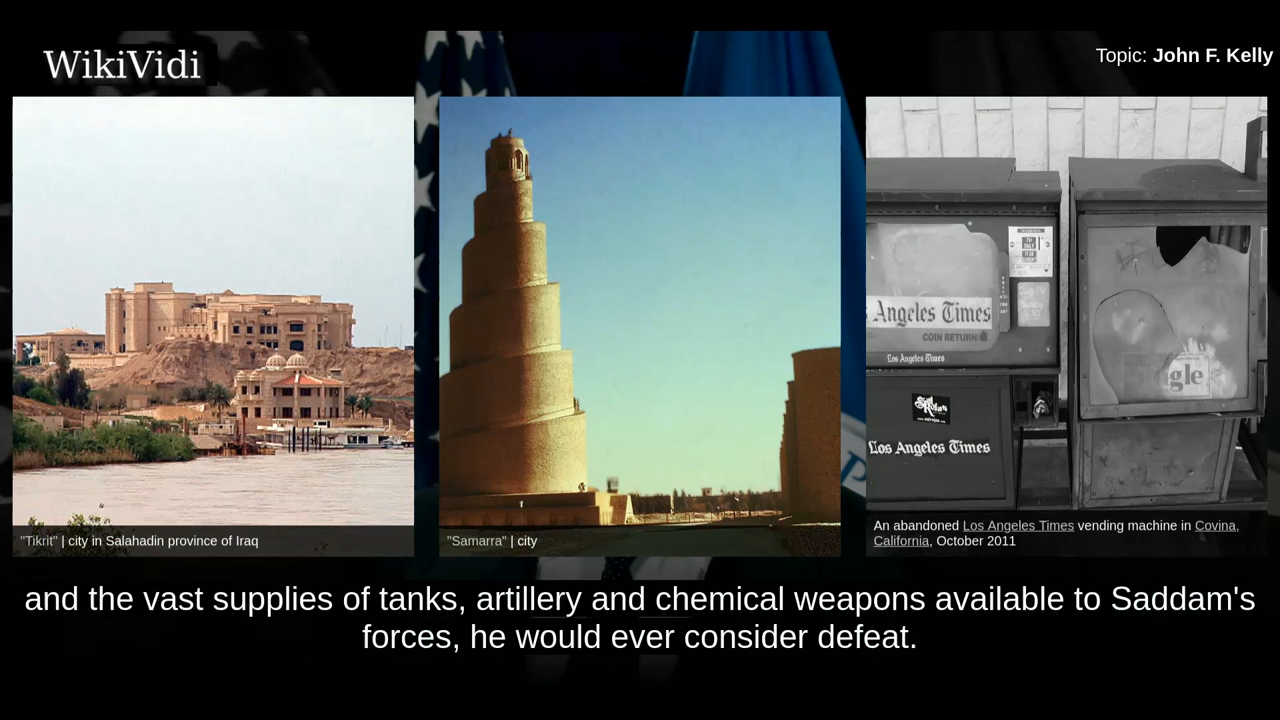 WikiVidi
Topic: John F. Kelly
Angeles Times
COIN RETURN
Los Angeles Times
gle
Los Angeles Times
"Tikrit" | city in Salahadin province of Iraq
"Samarra" | city
An abandoned Los Angeles Times vending machine in Covina,
California, October 2011
and the vast supplies of tanks, artillery and chemical weapons available to Saddam's
forces, he would ever consider defeat.